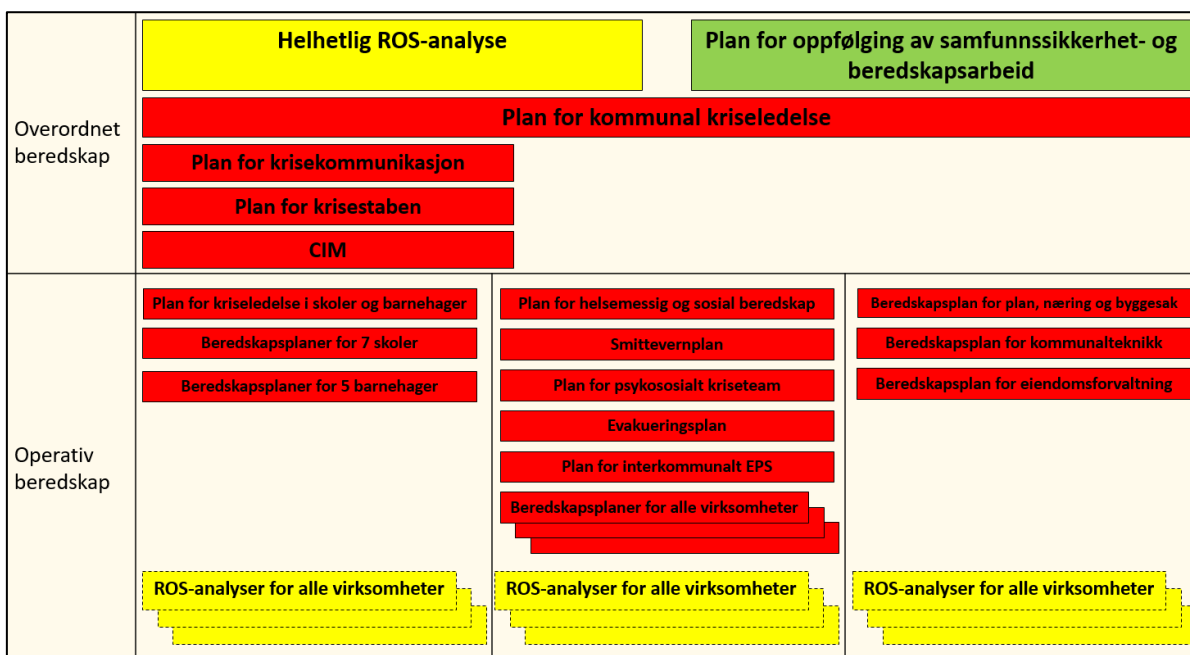 Helhetlig ROS-analyse
Plan for oppfølging av samfunnssikkerhet- og
beredskapsarbeid
Overordnet
beredskap
Plan for kommunal kriseledelse
Plan for krisekommunikasjon
Plan for krisestaben
CIM
Operativ
beredskap
Plan for kriseledelse i skoler og barnehager
Beredskapsplaner for 7 skoler
Beredskapsplaner for 5 barnehager
ROS-analyser for alle virksomheter
Plan for helsemessig og sosial beredskap
Smittevernplan
Plan for psykososialt kriseteam
Evakueringsplan
Plan for interkommunalt EPS
Beredskapsplaner for alle virksomheter
ROS-analyser for alle virksomheter
Beredskapsplan for plan, næring og byggesak
Beredskapsplan for kommunalteknikk
Beredskapsplan for eiendomsforvaltning
ROS-analyser for alle virksomheter